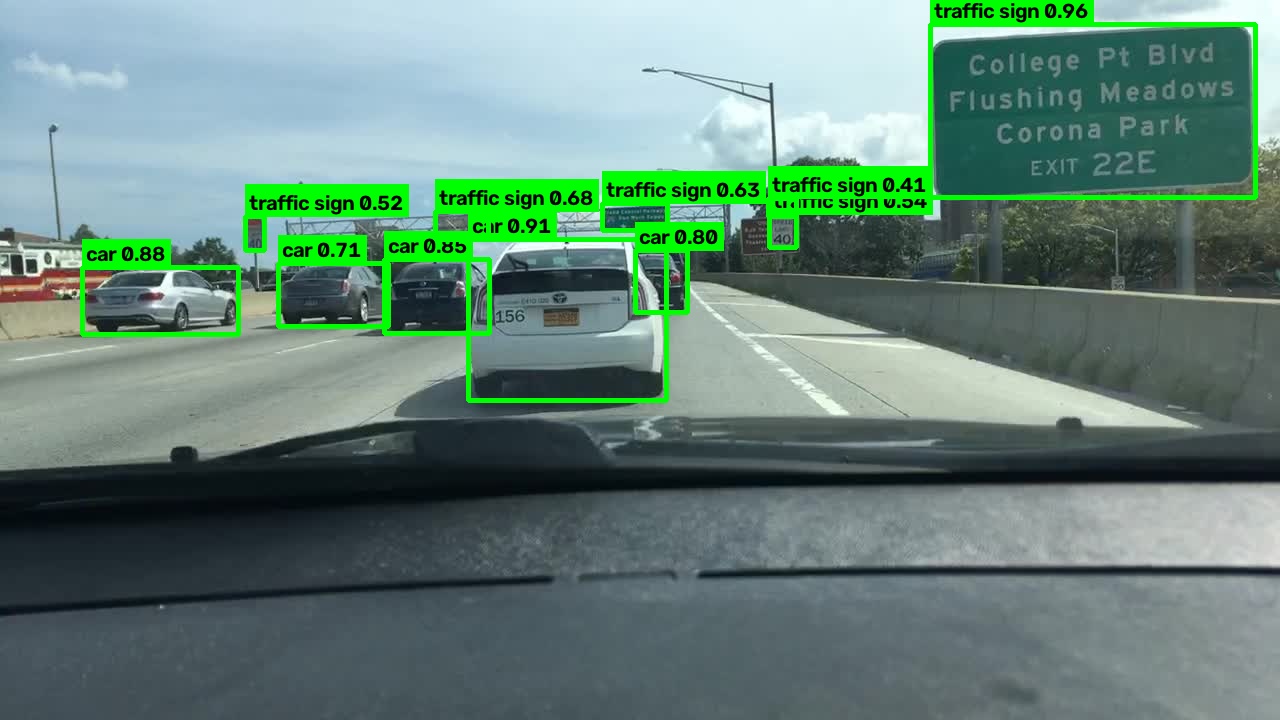 traffic sign 0.96
College Pt Blvd
Flushing Meadows
Corona Park
EXIT 22E
traffic sign 0.52
traffic sign 0.68
traffic sign 0.63
traffic sign 0.41
traffic sign 0.54
car 0.88
car 0.71
car 0.85
car 0.91
car 0.80
40
40
156